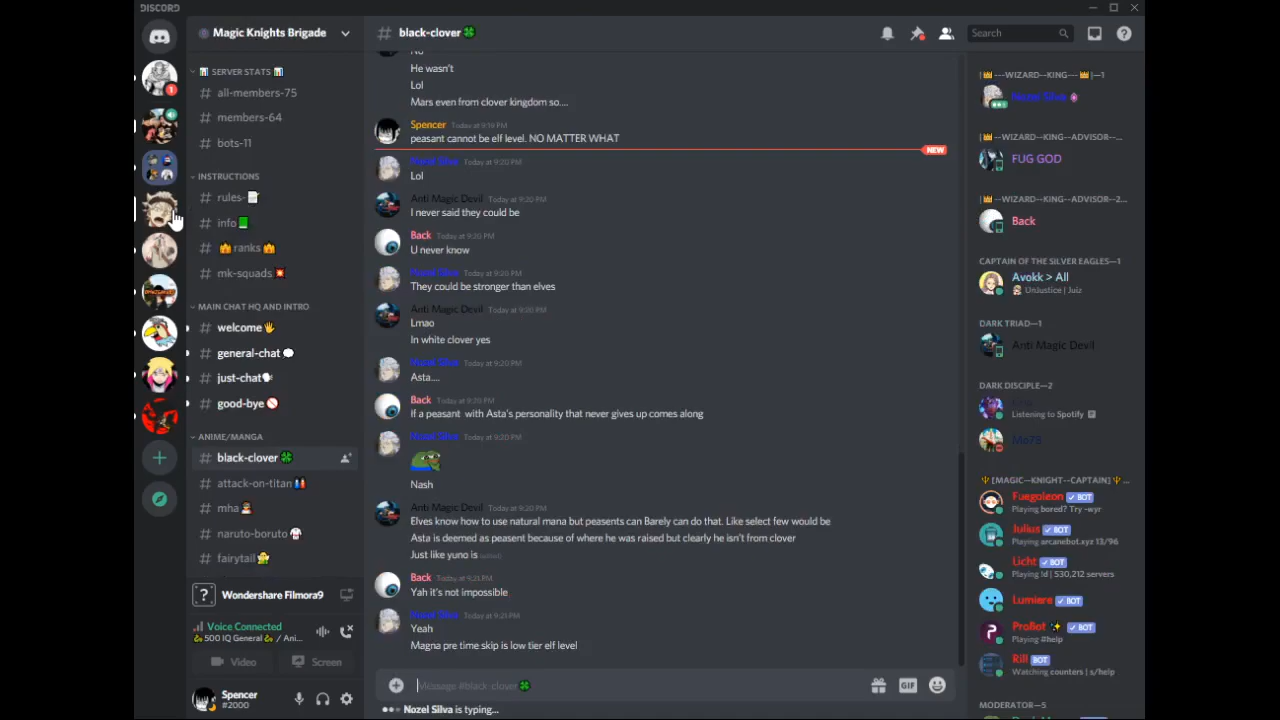 DISCORD
Magic Knights Brigade
SERVER STATS
all-members-75
members-64
bots-11
INSTRUCTIONS
rules-
info
ranks
mk-squads
MAIN CHAT HQ AND INTRO
welcome
general-chat
just-chat
good-bye
ANIME/MANGA
black-clover
attack-on-titan
mha
naruto-boruto
fairytail
Wondershare Filmora9
Voice Connected
500 IQ General / Ani...
Video Screen
Spencer
#2000
black-clover
Search
No
He wasn't
Lol
Mars even from clover kingdom so....
Spencer Today at 9:19 PM
peasant cannot be elf level. NO MATTER WHAT
NEW
Nozel Silva Today at 9:20 PM
Lol
Anti Magic Devil Today at 9:20 PM
I never said they could be
Back Today at 9:20 PM
U never know
Nozel Silva Today at 9:20 PM
They could be stronger than elves
Anti Magic Devil Today at 9:20 PM
Lmao
In white clover yes
Nozel Silva Today at 9:20 PM
Asta....
Back Today at 9:20 PM
If a peasant with Asta's personality that never gives up comes along
Nozel Silva Today at 9:20 PM
Nash
Anti Magic Devil Today at 9:20 PM
Elves know how to use natural mana but peasents can Barely can do that. Like select few would be
Asta is deemed as peasent because of where he was raised but clearly he isn't from clover
Just like yuno is (edited)
Back Today at 9:21 PM
Yah it's not impossible
Nozel Silva Today at 9:21 PM
Yeah
Magna pre time skip is low tier elf level
Message #black-clover
GIF
Nozel Silva is typing...
[---WIZARD---KING---]—1
Nozel Silva
[--WIZARD--KING--ADVISOR--...
FUG GOD
[--WIZARD--KING--ADVISOR--2...
Back
CAPTAIN OF THE SILVER EAGLES—1
Avokk > All
UnJustice | Juiz
DARK TRIAD—1
Anti Magic Devil
DARK DISCIPLE—2
Listening to Spotify
Mo78
[MAGIC--KNIGHT--CAPTAIN] ...
Fuegoleon BOT
Playing bored? Try -wyr
Julius BOT
Playing arcanebot.xyz 13/96
Licht BOT
Playing !d | 530,212 servers
Lumiere BOT
ProBot BOT
Playing #help
Rill BOT
Watching counters | s/help
MODERATOR—5